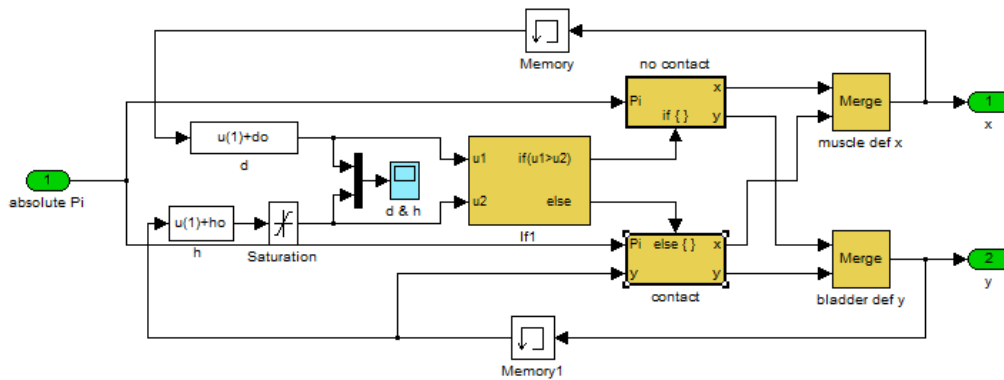 Memory
no contact
Pi
x
if { }
y
Merge
muscle def x
1
x
u(1)+do
d
1
absolute Pi
u1
if(u1>u2)
u2
else
If1
d & h
u(1)+ho
h
Saturation
Pi
else { }
x
y
y
contact
Merge
bladder def y
2
y
Memory1